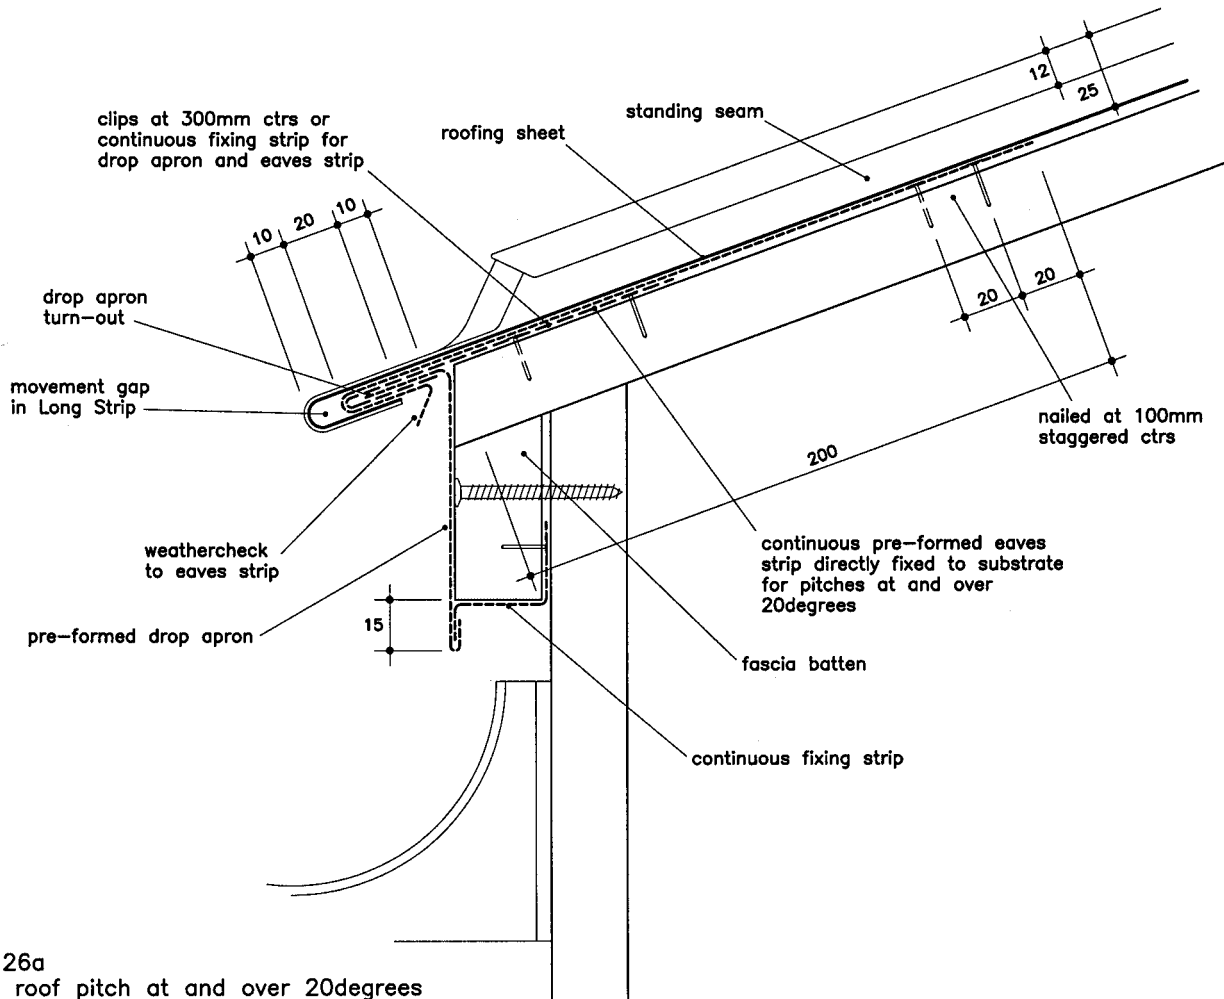 12
25
standing seam
clips at 300mm ctrs or
continuous fixing strip for
drop apron and eaves strip
roofing sheet
10
20
10
drop apron
turn-out
movement gap
in Long Strip
20
20
nailed at 100mm
staggered ctrs
200
weathercheck
to eaves strip
continuous pre-formed eaves
strip directly fixed to substrate
for pitches at and over
20degrees
15
pre-formed drop apron
fascia batten
continuous fixing strip
26a
roof pitch at and over 20degrees